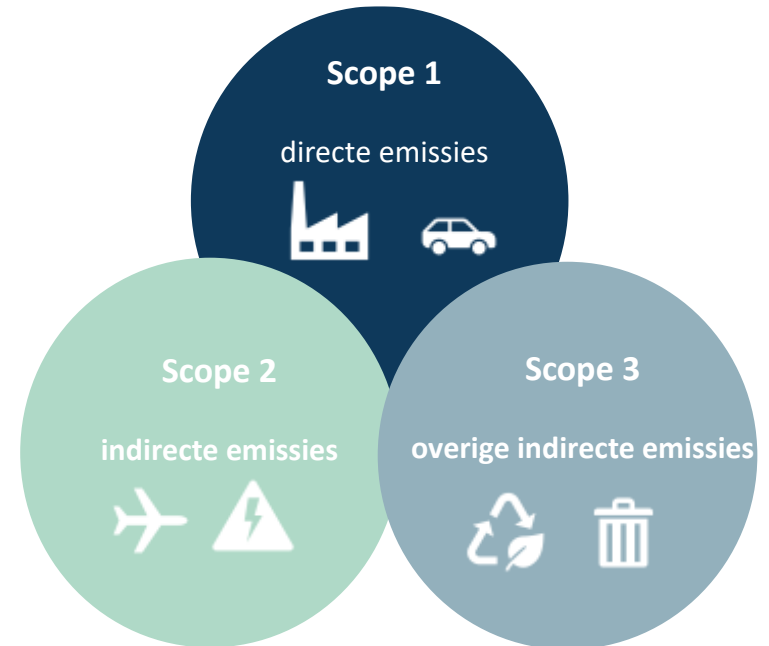 Scope 1
directe emissies
Scope 2
indirecte emissies
Scope 3
overige indirecte emissies